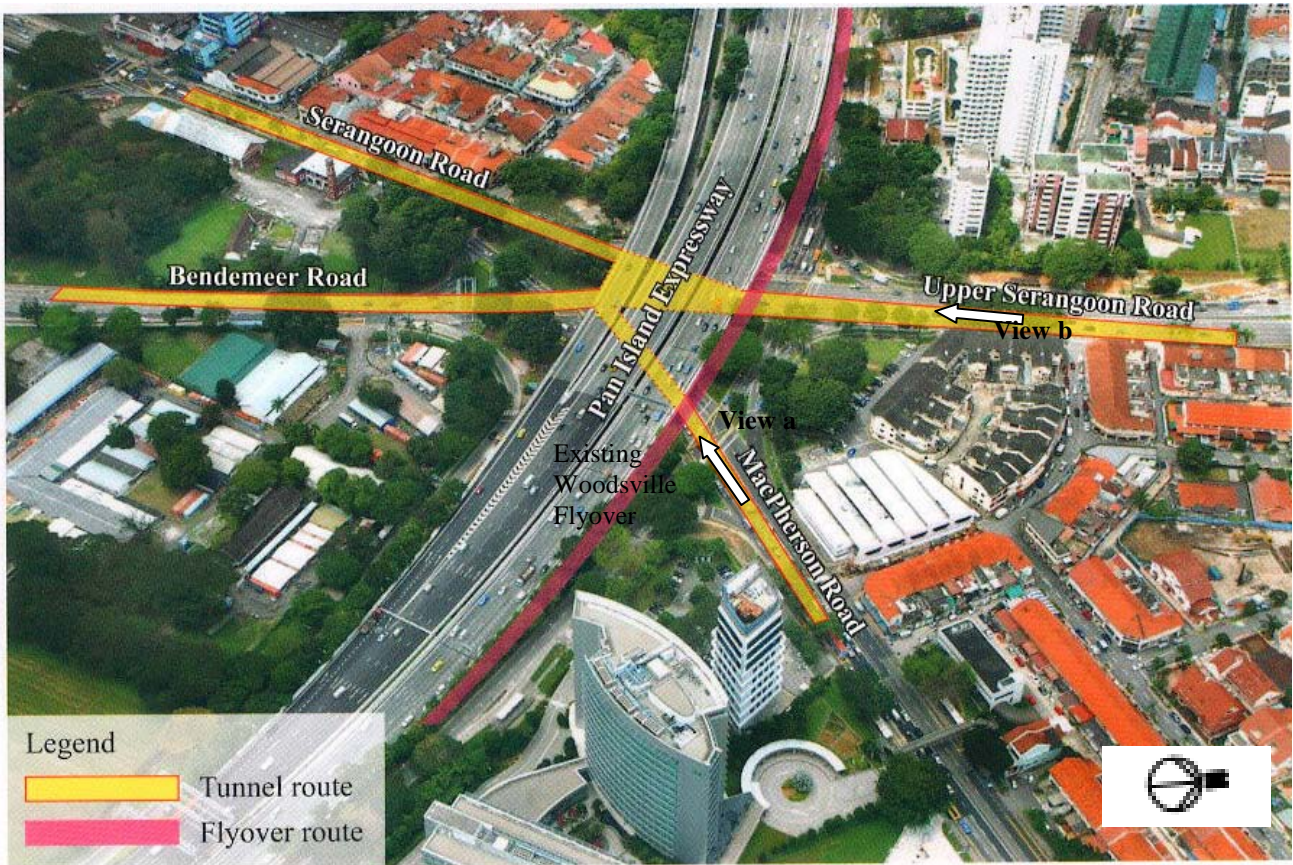 Serangoon Road
Bendemeer Road
Pan Island Expressway
Upper Serangoon Road
View b
View a
MacPherson Road
Existing
Woodsville
Flyover
Legend
Tunnel route
Flyover route